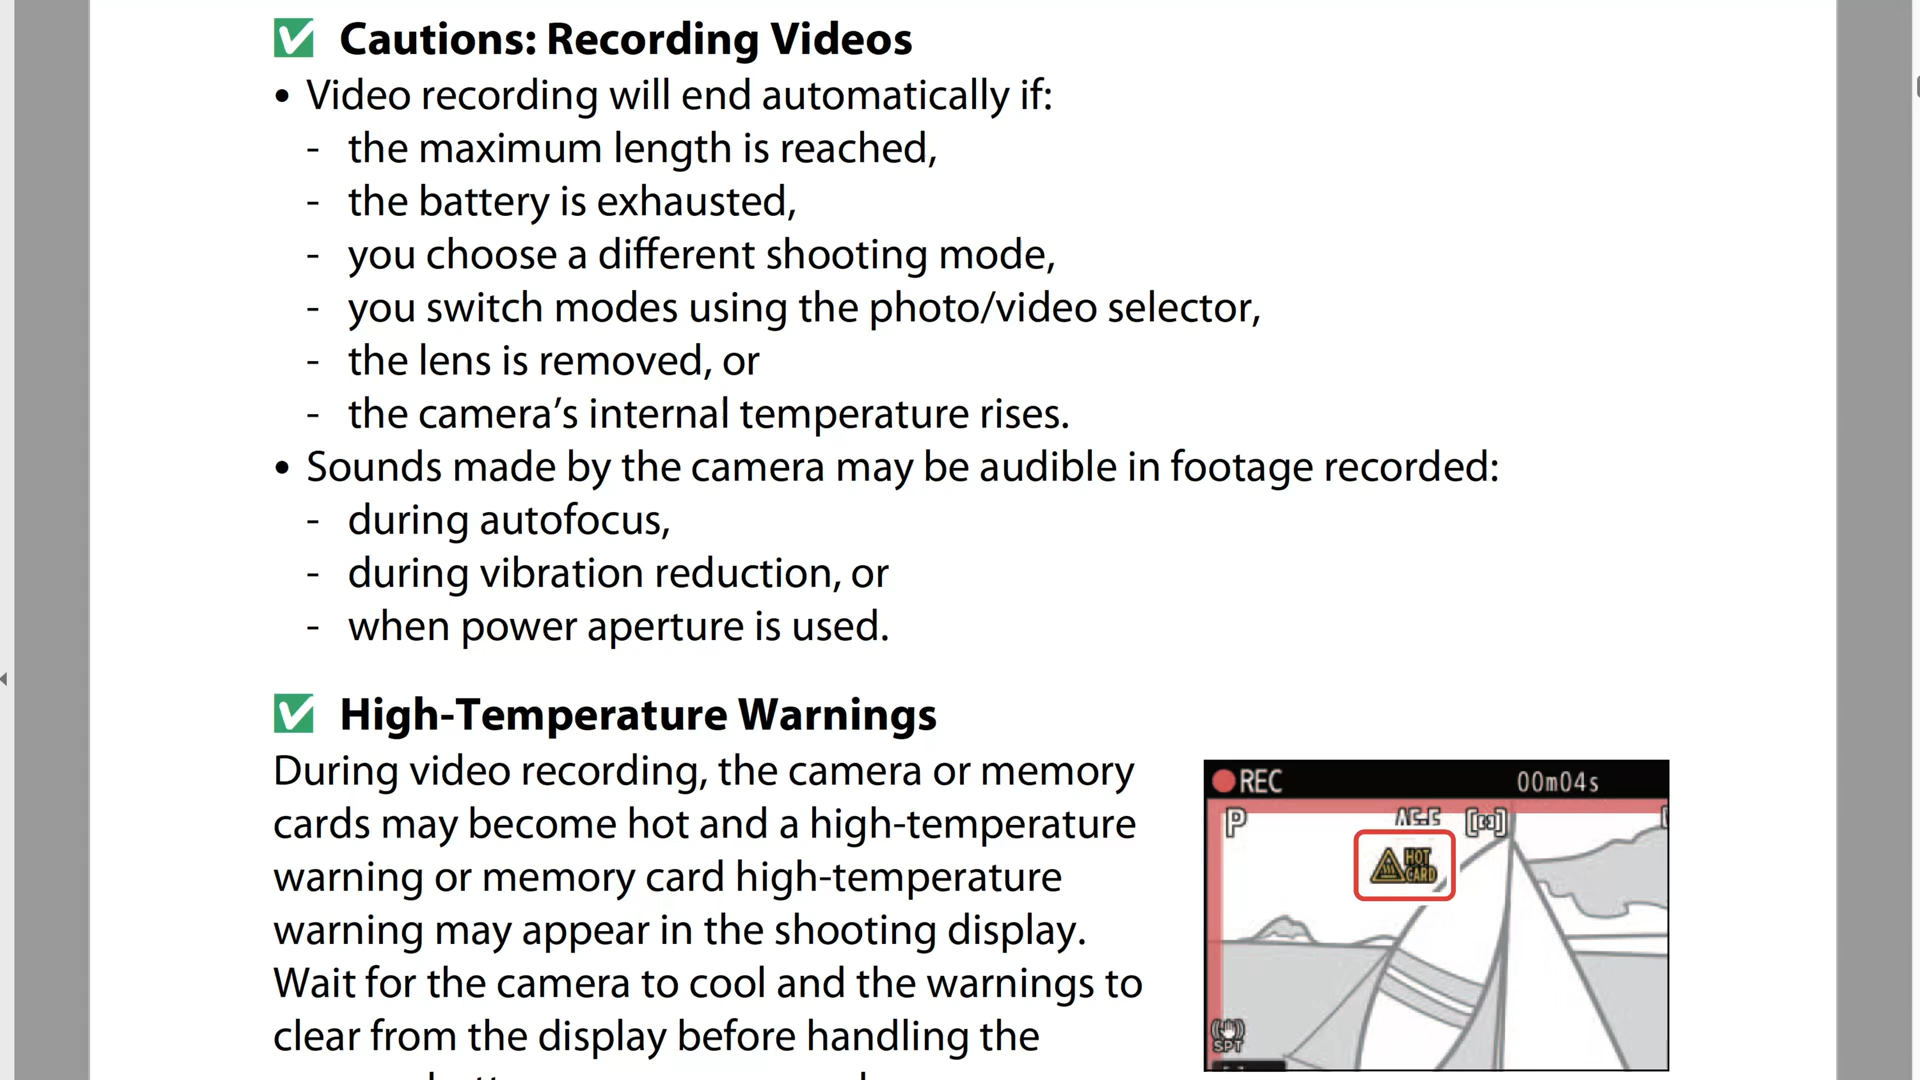 Cautions: Recording Videos
• Video recording will end automatically if:
- the maximum length is reached,
- the battery is exhausted,
- you choose a different shooting mode,
- you switch modes using the photo/video selector,
- the lens is removed, or
- the camera’s internal temperature rises.
• Sounds made by the camera may be audible in footage recorded:
- during autofocus,
- during vibration reduction, or
- when power aperture is used.
High-Temperature Warnings
During video recording, the camera or memory
cards may become hot and a high-temperature
warning or memory card high-temperature
warning may appear in the shooting display.
Wait for the camera to cool and the warnings to
clear from the display before handling the
REC 00m04s
P AF-F
HOT
CARD
SPT